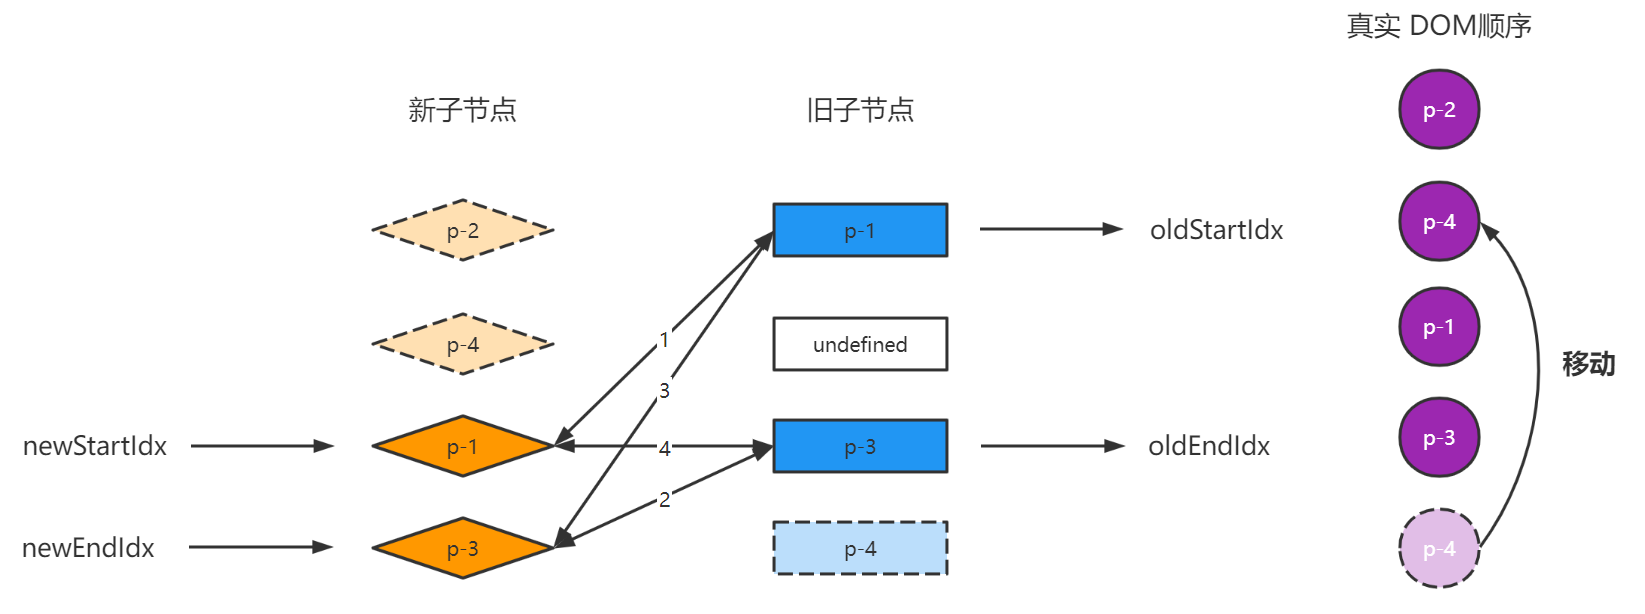 真实 DOM顺序
新子节点
旧子节点
p-2
p-2
p-1
oldStartIdx
p-4
p-4
undefined
1
p-1
移动
3
newStartIdx
p-1
4
p-3
oldEndIdx
p-3
2
newEndIdx
p-3
p-4
p-4